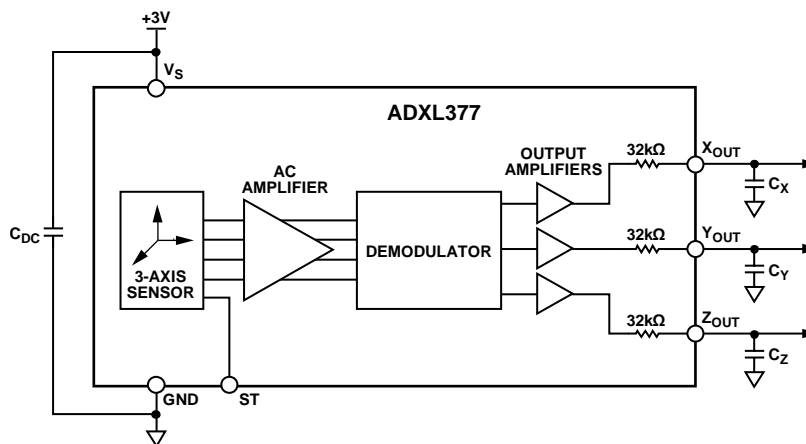 +3V
VS
ADXL377
OUTPUT
AMPLIFIERS
32kΩ
XOUT
CX
AC
AMPLIFIER
CDC
3-AXIS
SENSOR
DEMODULATOR
32kΩ
YOUT
CY
32kΩ
ZOUT
CZ
GND
ST